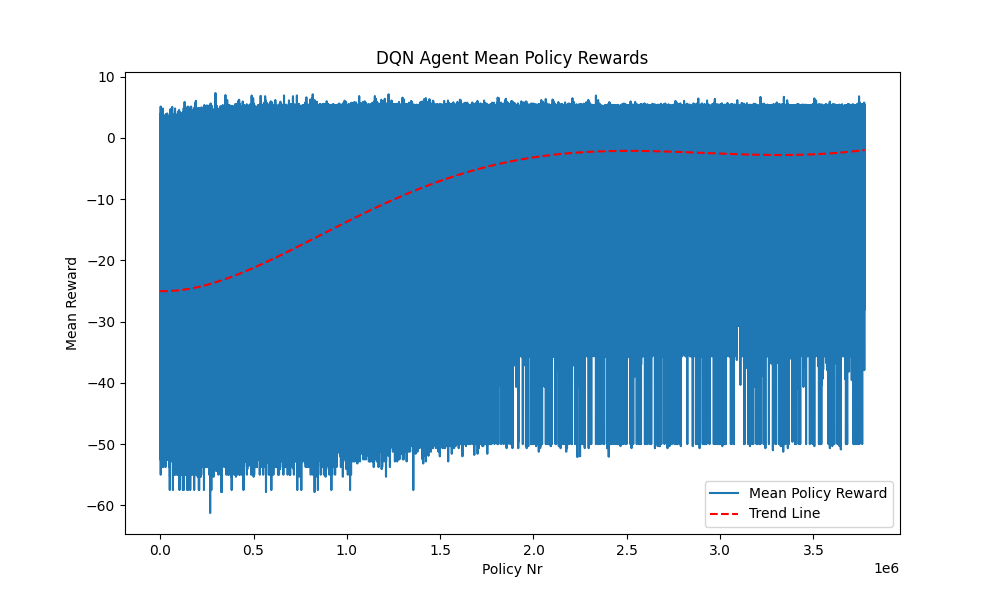 DQN Agent Mean Policy Rewards
Mean Reward
10
0
−10
−20
−30
−40
−50
−60
Mean Policy Reward
Trend Line
0.0 0.5 1.0 1.5 2.0 2.5 3.0 3.5
1e6
Policy Nr